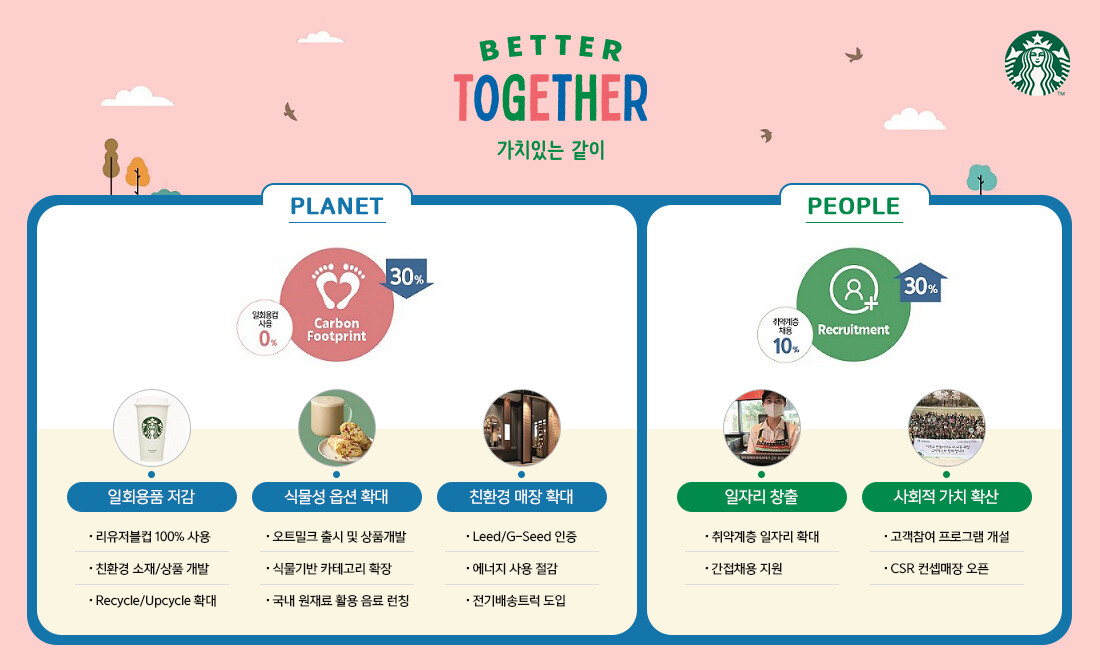 BETTER
TOGETHER
가치있는 같이
TM
PLANET
30%
일회용컵
사용
0%
Carbon
Footprint
일회용품 저감
· 리유저블컵 100% 사용
· 친환경 소재/상품 개발
· Recycle/Upcycle 확대
식물성 옵션 확대
· 오트밀크 출시 및 상품개발
· 식물기반 카테고리 확장
· 국내 원재료 활용 음료 런칭
친환경 매장 확대
· Leed/G-Seed 인증
· 에너지 사용 절감
· 전기배송트럭 도입
PEOPLE
30%
취약계층
채용
10%
Recruitment
일자리 창출
· 취약계층 일자리 확대
· 간접채용 지원
사회적 가치 확산
· 고객참여 프로그램 개설
· CSR 컨셉매장 오픈